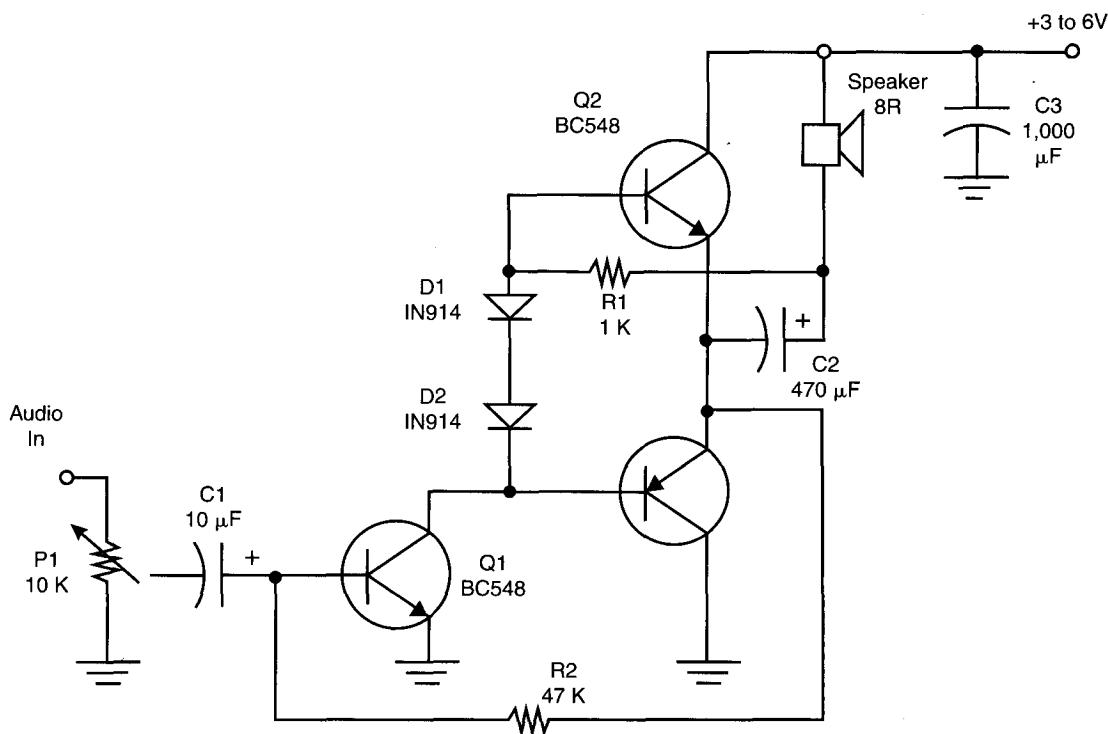 +3 to 6V
Speaker
8R
C3
1,000
µF
Q2
BC548
D1
IN914
R1
1 K
+
C2
470 µF
D2
IN914
Audio
In
C1
10 µF
+
P1
10 K
Q1
BC548
R2
47 K